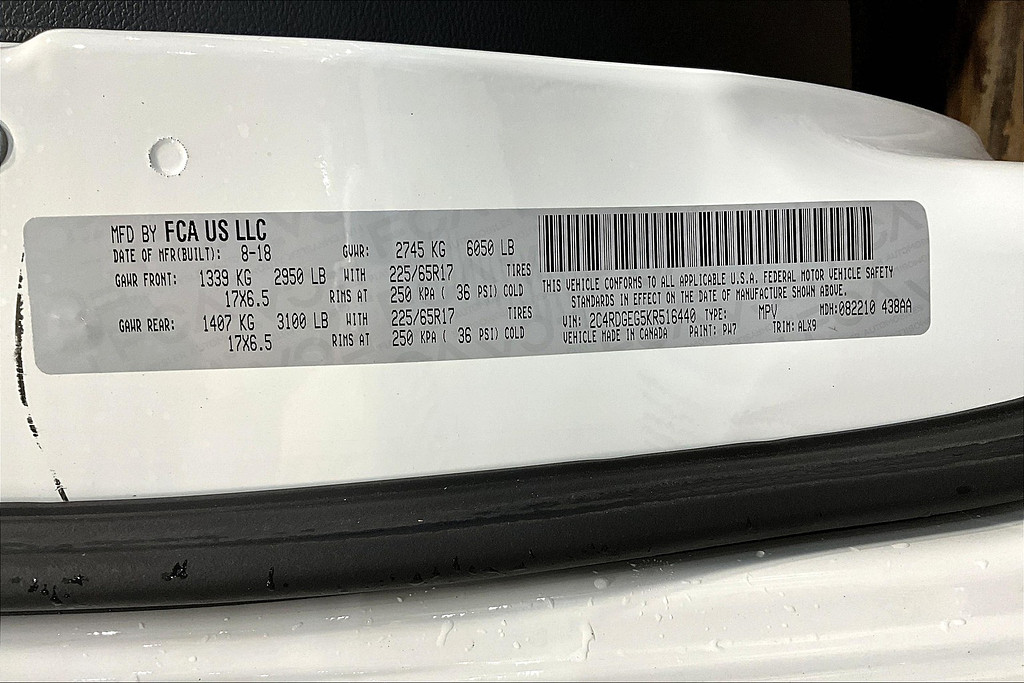 MFD BY FCA US LLC
DATE OF MFR(BUILT): 8-18 GVWR: 2745 KG 6050 LB
GAWR FRONT: 1339 KG 2950 LB WITH 225/65R17 TIRES
17X6.5 RIMS AT 250 KPA ( 36 PSI) COLD
GAWR REAR: 1407 KG 3100 LB WITH 225/65R17 TIRES
17X6.5 RIMS AT 250 KPA ( 36 PSI) COLD
THIS VEHICLE CONFORMS TO ALL APPLICABLE U.S.A. FEDERAL MOTOR VEHICLE SAFETY
STANDARDS IN EFFECT ON THE DATE OF MANUFACTURE SHOWN ABOVE.
VIN: 2C4RDGEG5KR516440 TYPE: MPV MDH:082210 438AA
VEHICLE MADE IN CANADA PAINT: PW7 TRIM: ALX9